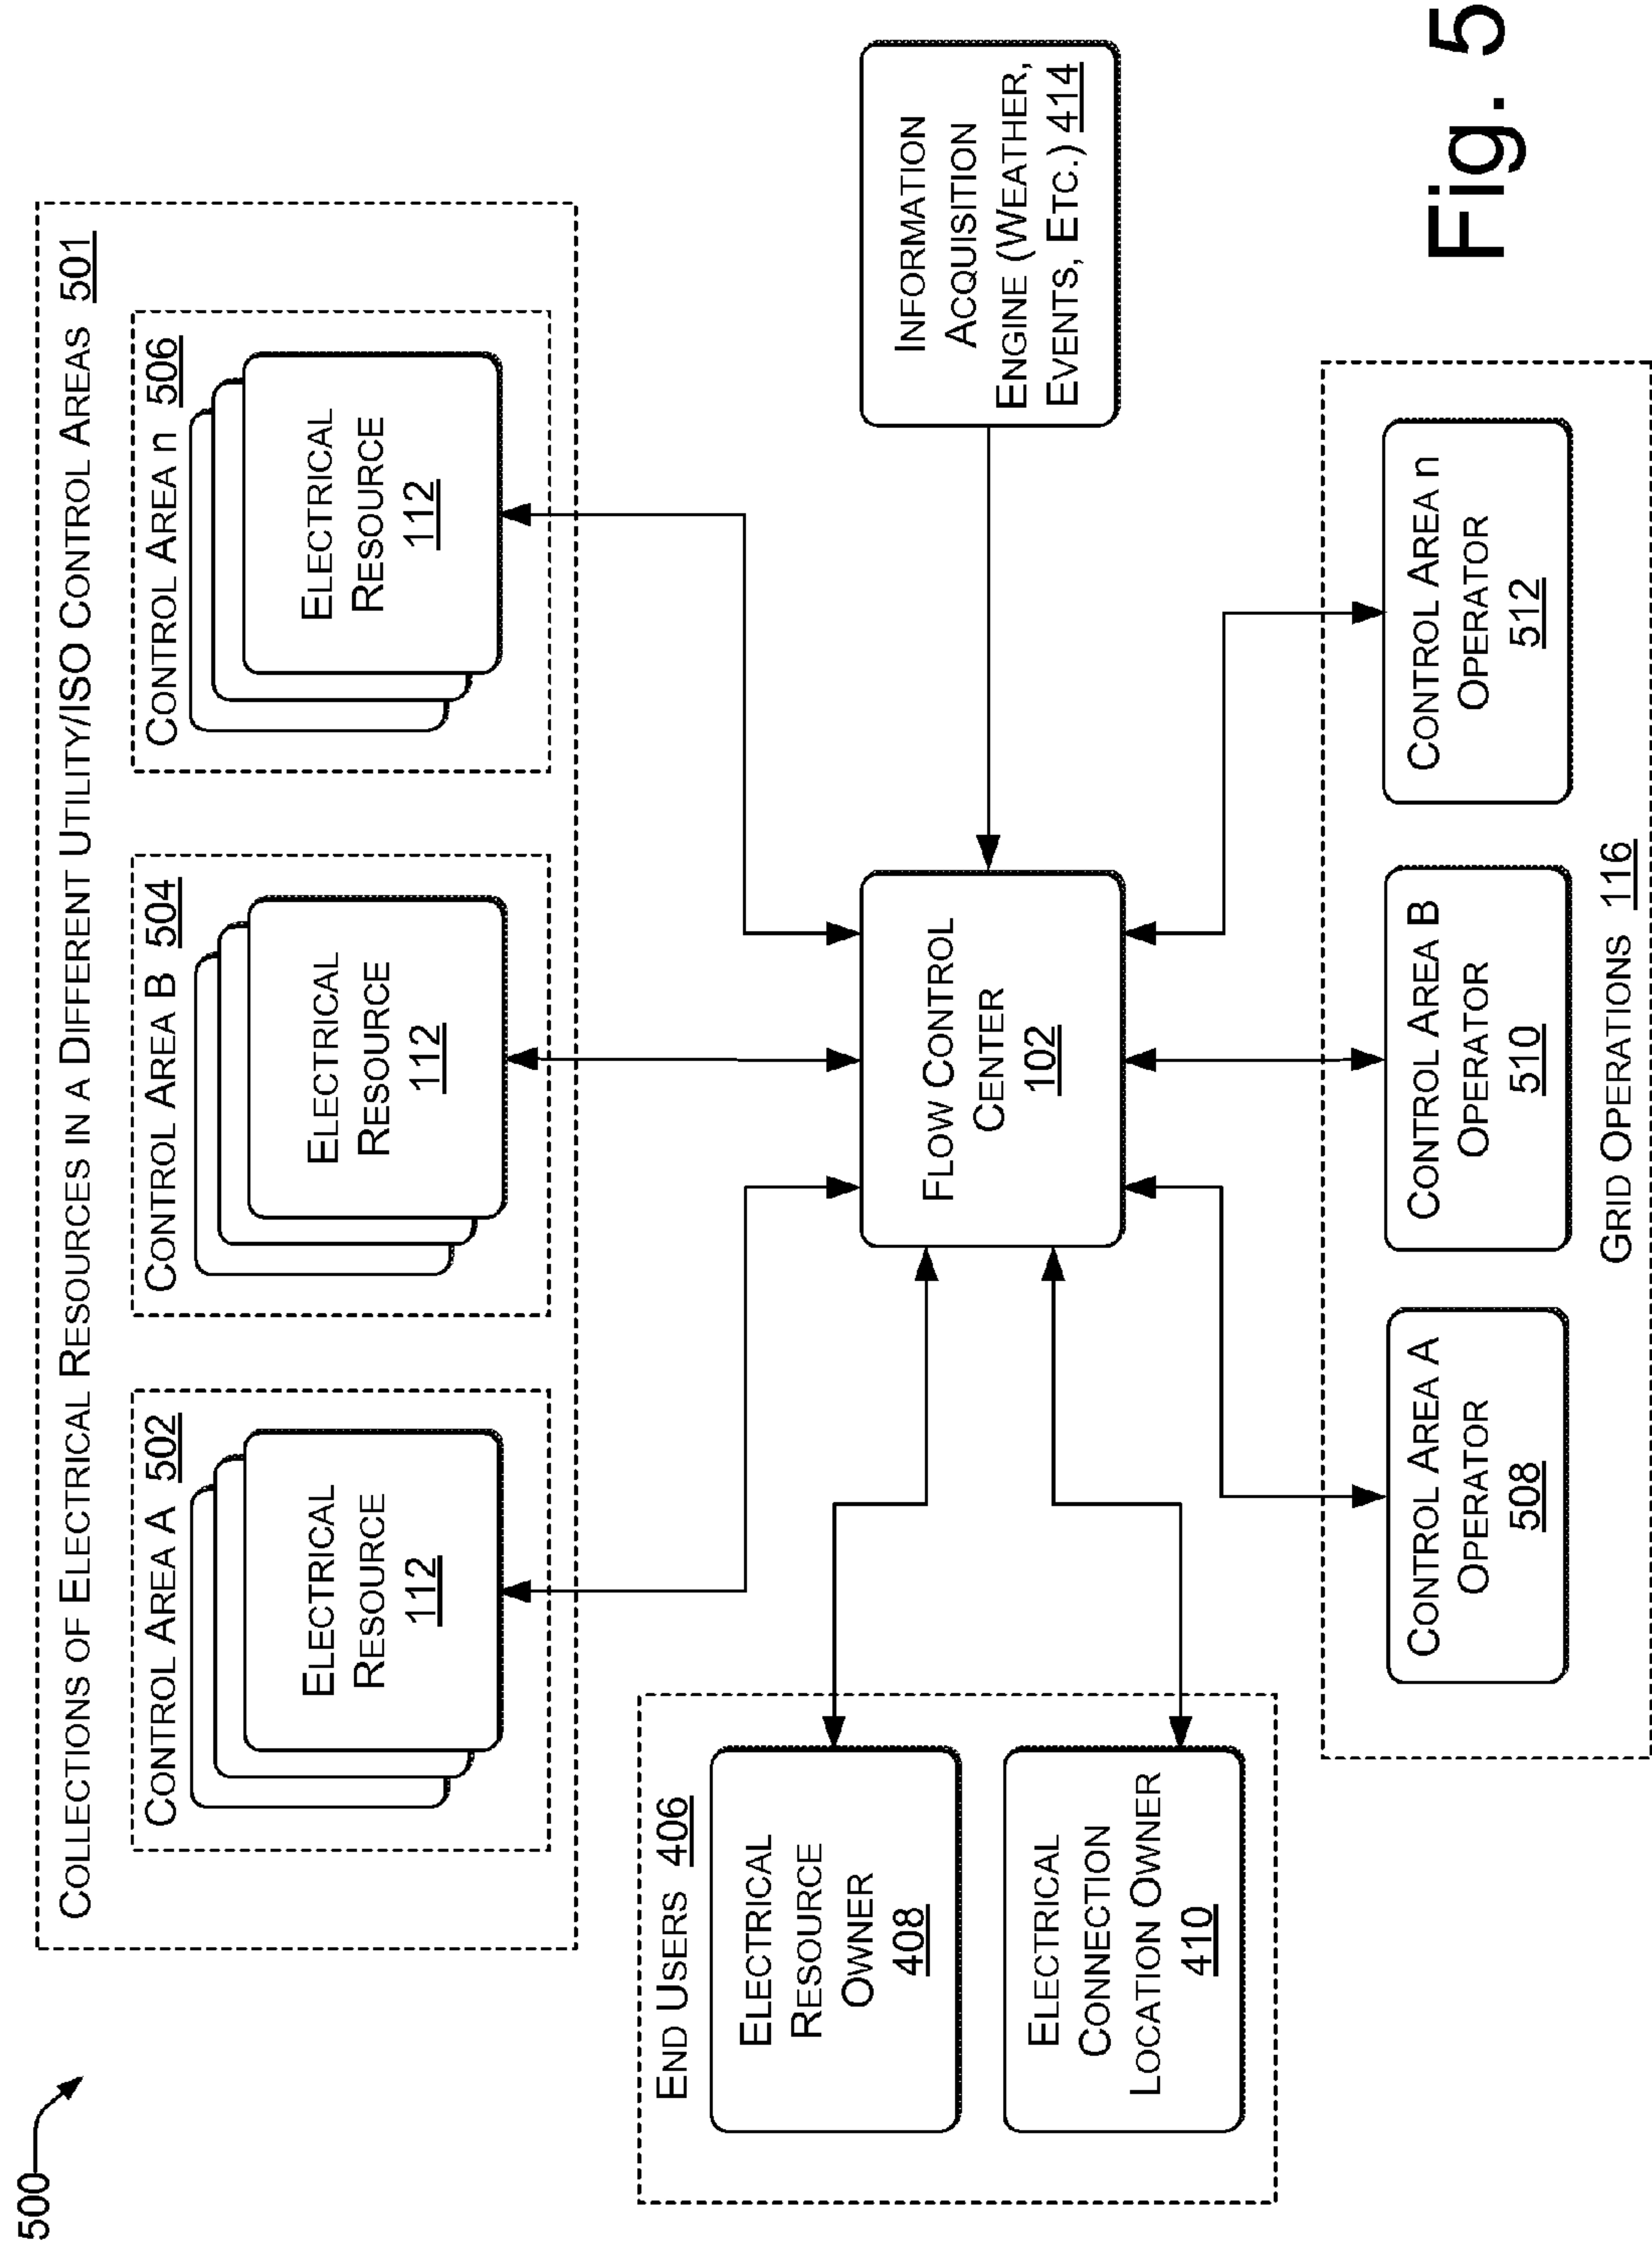 500
COLLECTIONS OF ELECTRICAL RESOURCES IN A DIFFERENT UTILITY/ISO CONTROL AREAS 501
CONTROL AREA A 502
ELECTRICAL
RESOURCE
112
CONTROL AREA B 504
ELECTRICAL
RESOURCE
112
CONTROL AREA n 506
ELECTRICAL
RESOURCE
112
END USERS 406
ELECTRICAL
RESOURCE
OWNER
408
ELECTRICAL
CONNECTION
LOCATION OWNER
410
FLOW CONTROL
CENTER
102
INFORMATION
ACQUISITION
ENGINE (WEATHER,
EVENTS, ETC.) 414
CONTROL AREA A
OPERATOR
508
CONTROL AREA B
OPERATOR
510
CONTROL AREA n
OPERATOR
512
GRID OPERATIONS 116
Fig. 5